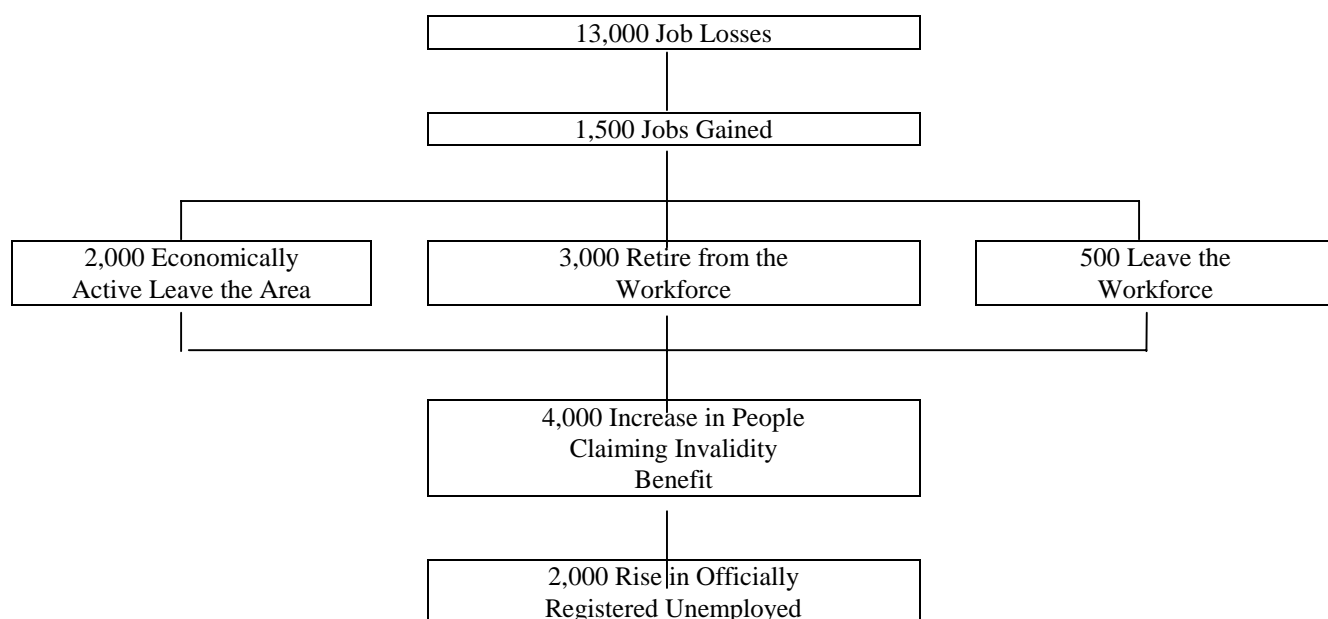 13,000 Job Losses
1,500 Jobs Gained
2,000 Economically
Active Leave the Area
3,000 Retire from the
Workforce
500 Leave the
Workforce
4,000 Increase in People
Claiming Invalidity
Benefit
2,000 Rise in Officially
Registered Unemployed